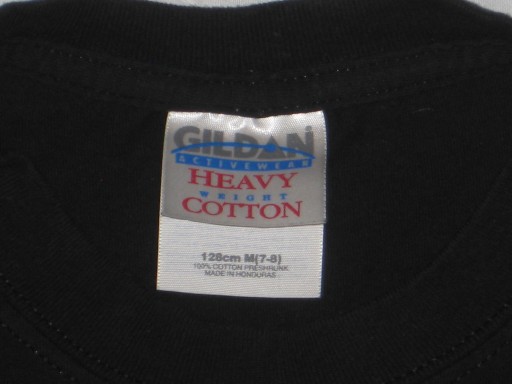 GILDAN
ACTIVEWEAR
HEAVY
WEIGHT
COTTON
128cm M(7-8)
100% COTTON PRESHRUNK
MADE IN HONDURAS